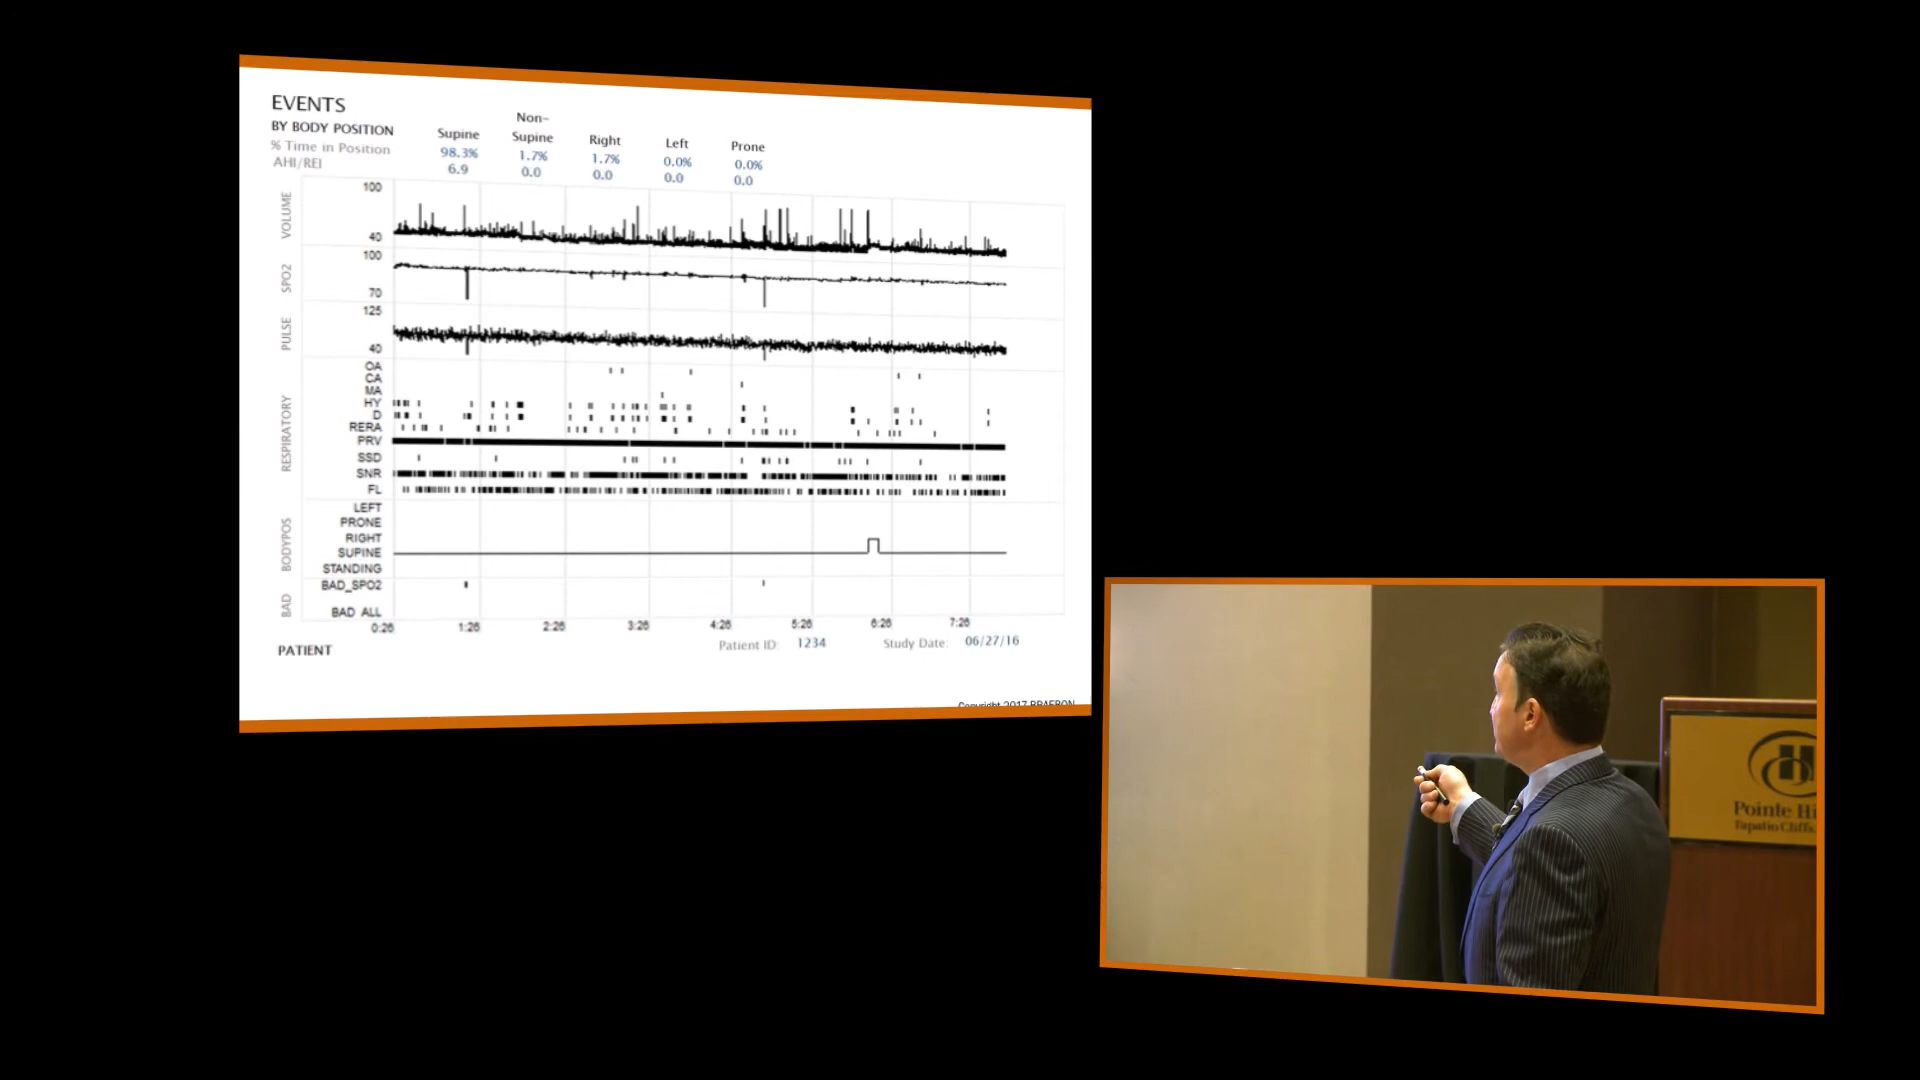 EVENTS
BY BODY POSITION
Supine Non-Supine Right Left Prone
% Time in Position 98.3% 1.7% 1.7% 0.0% 0.0%
AHI/REI 6.9 0.0 0.0 0.0 0.0
VOLUME
100
40
SPO2
100
70
PULSE
125
40
RESPIRATORY
OA
CA
MA
HY
D
RERA
PRV
SSD
SNR
FL
BODYPOS
LEFT
PRONE
RIGHT
SUPINE
STANDING
BAD
BAD_SPO2
BAD ALL
0:26 1:26 2:26 3:26 4:26 5:26 6:26 7:26
PATIENT
Patient ID: 1234 Study Date: 06/27/16
Copyright 2017 BRAEBON
Pointe Hi
Tapatio Cliffs